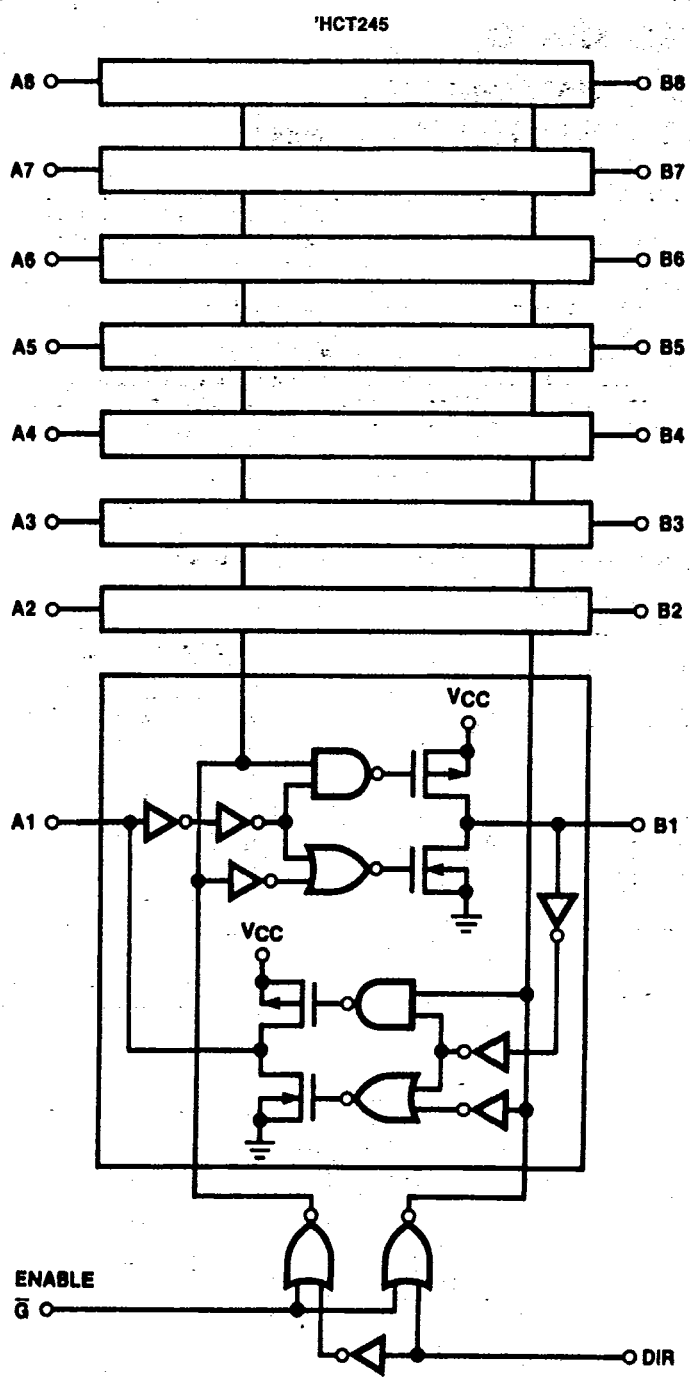 'HCT245
A8 B8
A7 B7
A6 B6
A5 B5
A4 B4
A3 B3
A2 B2
VCC
A1 B1
VCC
ENABLE
G̅
DIR